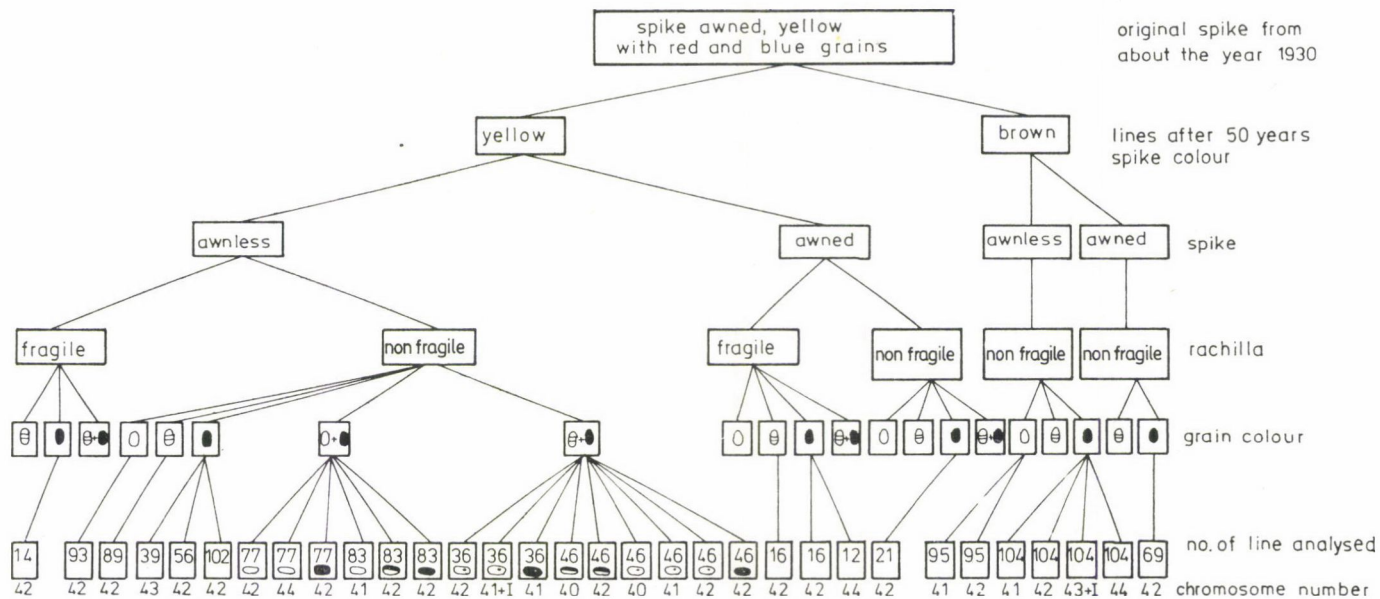 spike awned, yellow
with red and blue grains
original spike from
about the year 1930
yellow
brown
lines after 50 years
spike colour
awnless
awned
awnless
awned
spike
fragile
non fragile
fragile
non fragile
non fragile
non fragile
rachilla
grain colour
14 93 89 39 56 102 77 77 77 83 83 83 36 36 36 46 46 46 46 46 46 16 16 12 21 95 95 104 104 104 104 69
no. of line analysed
42 42 42 43 42 42 42 44 42 41 42 42 42 41+I 41 40 42 40 41 42 42 42 42 44 42 41 42 41 42 43+I 44 42
chromosome number